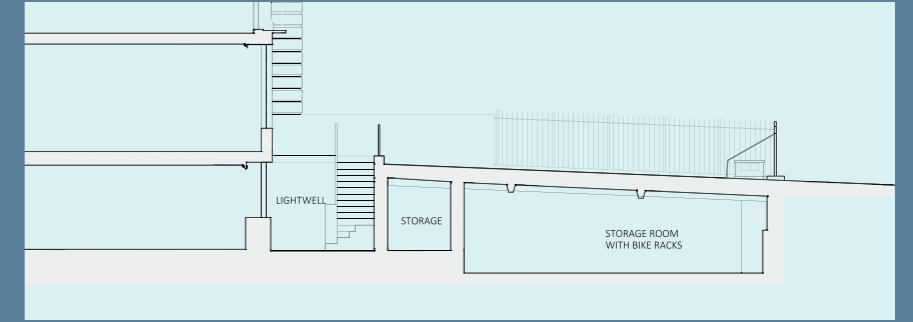 LIGHTWELL
STORAGE
STORAGE ROOM
WITH BIKE RACKS